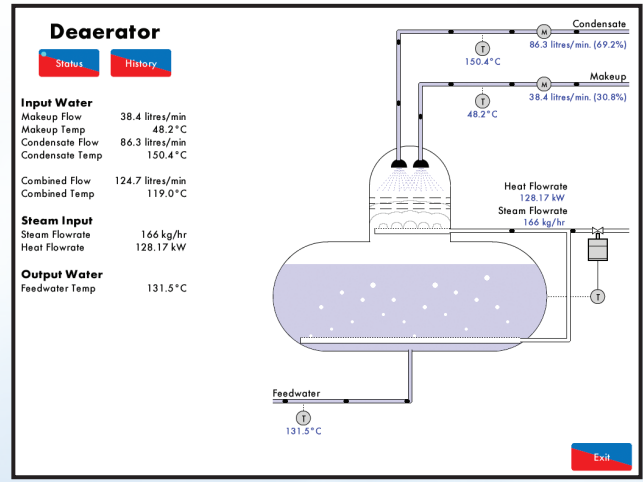 Deaerator
Status
History
Input Water
Makeup Flow 38.4 litres/min
Makeup Temp 48.2°C
Condensate Flow 86.3 litres/min
Condensate Temp 150.4°C
Combined Flow 124.7 litres/min
Combined Temp 119.0°C
Steam Input
Steam Flowrate 166 kg/hr
Heat Flowrate 128.17 kW
Output Water
Feedwater Temp 131.5°C
Condensate
M
86.3 litres/min. (69.2%)
T
150.4°C
Makeup
M
38.4 litres/min. (30.8%)
T
48.2°C
Heat Flowrate
128.17 kW
Steam Flowrate
166 kg/hr
T
Feedwater
T
131.5°C
Exit